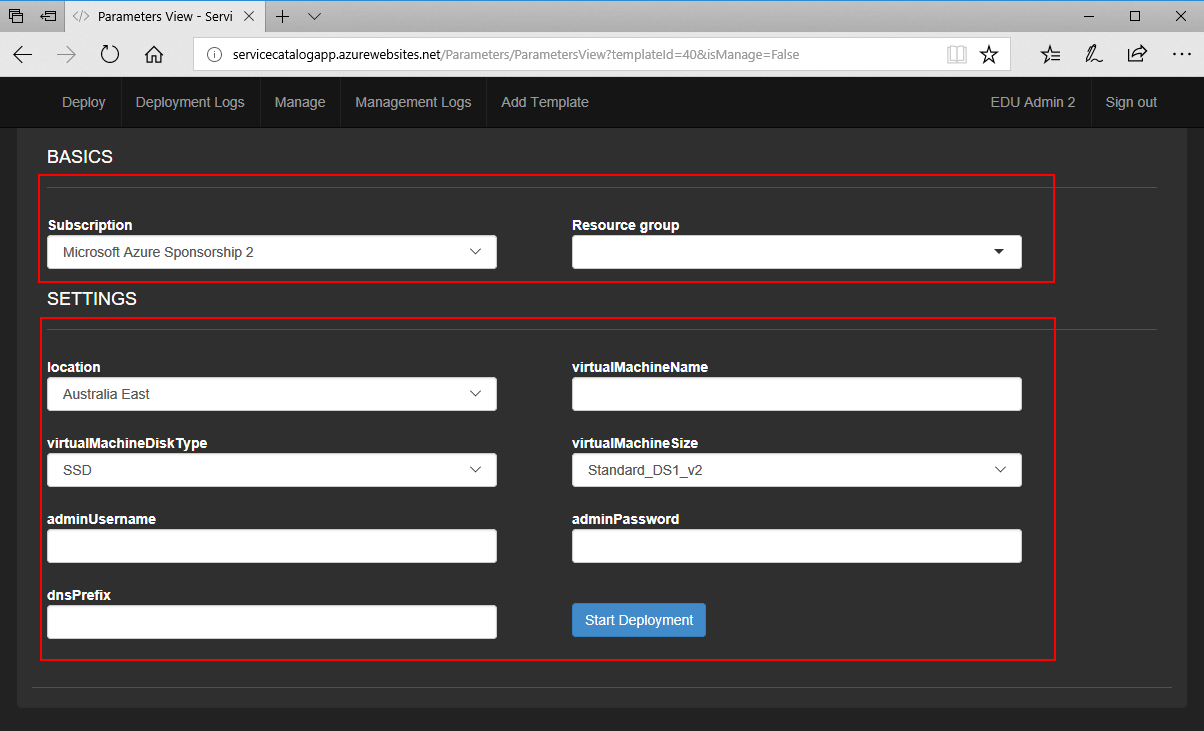 Parameters View - Servi
servicecatalogapp.azurewebsites.net/Parameters/ParametersView?templateId=40&isManage=False
Deploy Deployment Logs Manage Management Logs Add Template EDU Admin 2 Sign out
BASICS
Subscription Resource group
Microsoft Azure Sponsorship 2
SETTINGS
location virtualMachineName
Australia East
virtualMachineDiskType virtualMachineSize
SSD Standard_DS1_v2
adminUsername adminPassword
dnsPrefix
Start Deployment